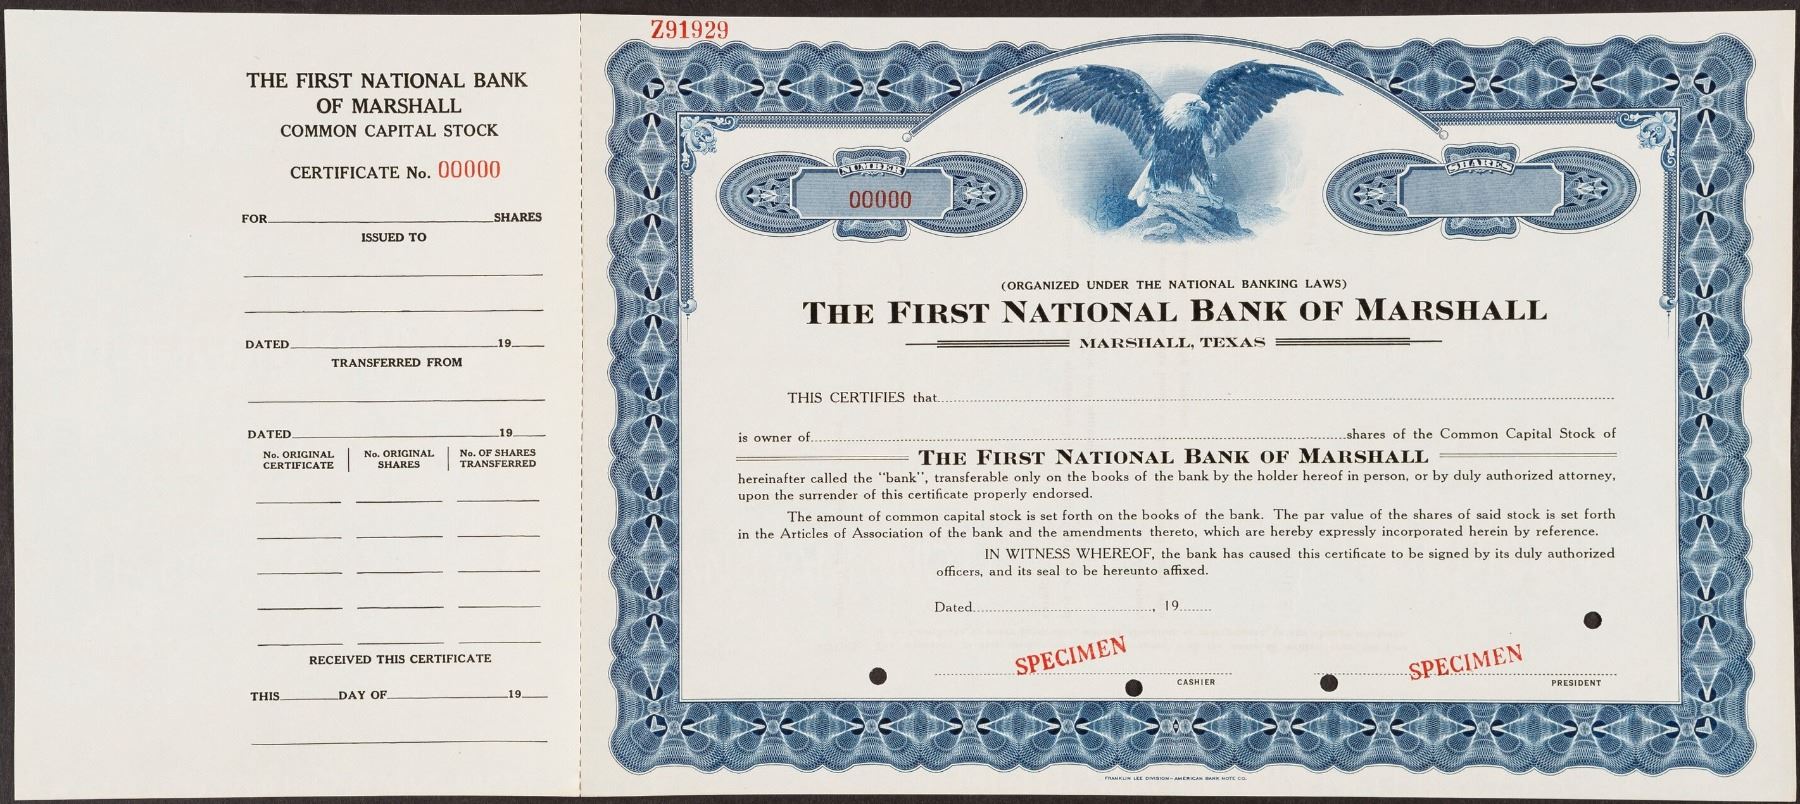 THE FIRST NATIONAL BANK
OF MARSHALL
COMMON CAPITAL STOCK
CERTIFICATE No. 00000
FOR SHARES
ISSUED TO
DATED 19
TRANSFERRED FROM
DATED 19
No. ORIGINAL CERTIFICATE | No. ORIGINAL SHARES | No. OF SHARES TRANSFERRED
RECEIVED THIS CERTIFICATE
THIS DAY OF 19
Z91929
NUMBER
00000
SHARES
(ORGANIZED UNDER THE NATIONAL BANKING LAWS)
THE FIRST NATIONAL BANK OF MARSHALL
MARSHALL, TEXAS
THIS CERTIFIES that
is owner of shares of the Common Capital Stock of
THE FIRST NATIONAL BANK OF MARSHALL
hereinafter called the "bank", transferable only on the books of the bank by the holder hereof in person, or by duly authorized attorney,
upon the surrender of this certificate properly endorsed.
The amount of common capital stock is set forth on the books of the bank. The par value of the shares of said stock is set forth
in the Articles of Association of the bank and the amendments thereto, which are hereby expressly incorporated herein by reference.
IN WITNESS WHEREOF, the bank has caused this certificate to be signed by its duly authorized
officers, and its seal to be hereunto affixed.
Dated , 19
SPECIMEN
CASHIER
SPECIMEN
PRESIDENT
FRANKLIN LEE DIVISION-AMERICAN BANK NOTE CO.